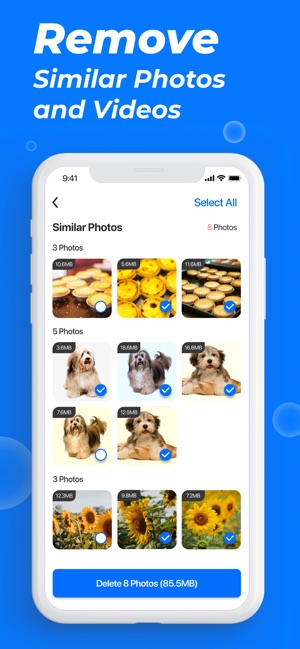 Remove
Similar Photos
and Videos
9:41
Select All
Similar Photos
8 Photos
3 Photos
10.6MB
5.6MB
11.6MB
5 Photos
3.6MB
18.6MB
16.6MB
7.6MB
12.5MB
3 Photos
12.3MB
9.8MB
7.2MB
Delete 8 Photos (85.5MB)